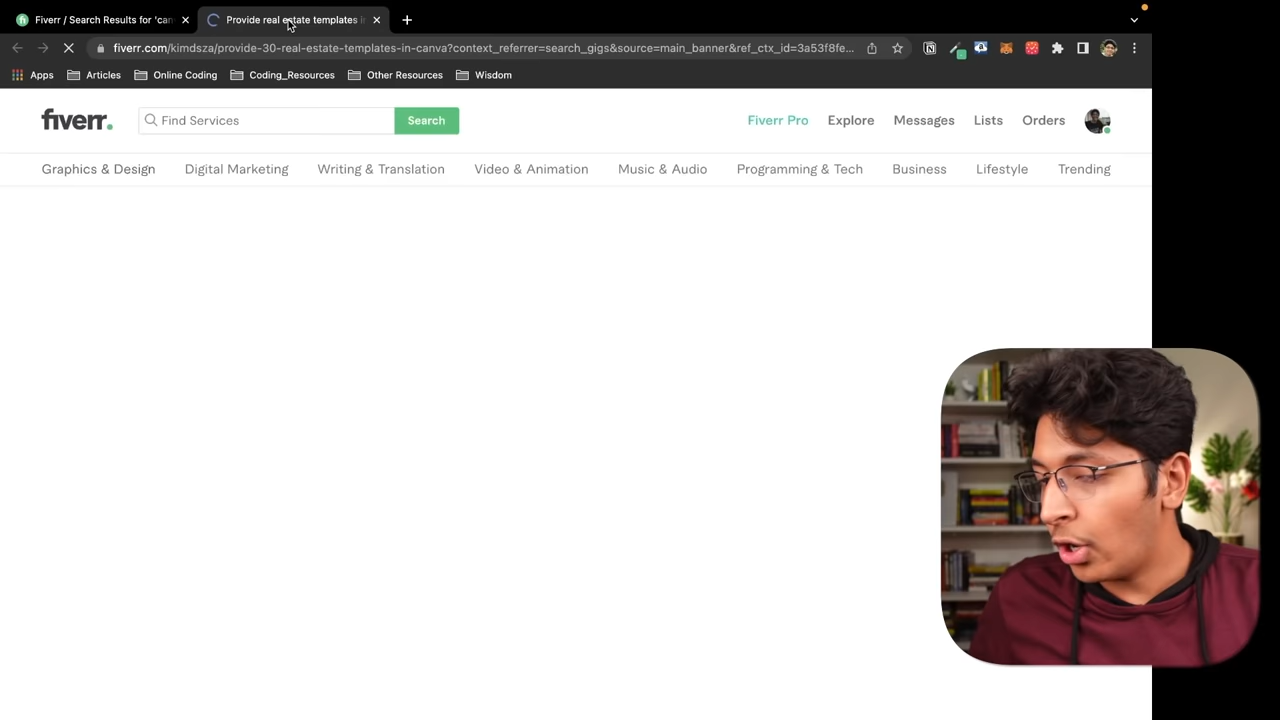 Fiverr / Search Results for 'can
Provide real estate templates i
fiverr.com/kimdsza/provide-30-real-estate-templates-in-canva?context_referrer=search_gigs&source=main_banner&ref_ctx_id=3a53f8fe...
Apps Articles Online Coding Coding_Resources Other Resources Wisdom
fiverr. Find Services Search Fiverr Pro Explore Messages Lists Orders
Graphics & Design Digital Marketing Writing & Translation Video & Animation Music & Audio Programming & Tech Business Lifestyle Trending